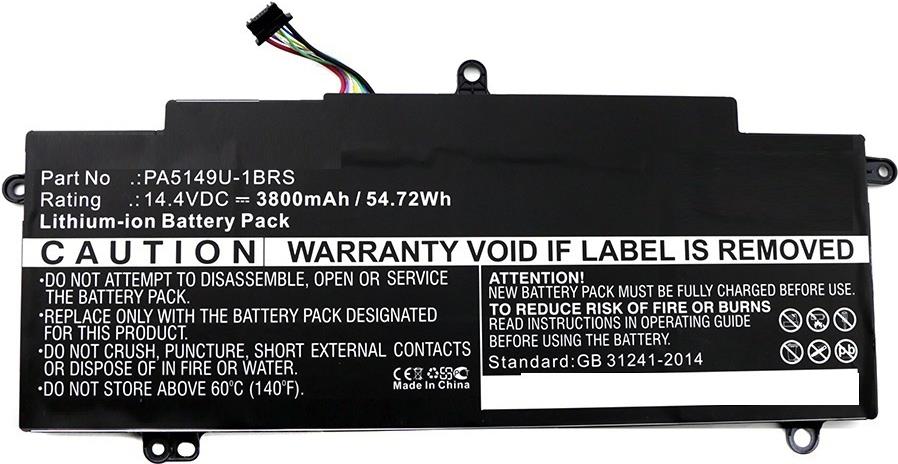 Part No .:PA5149U-1BRS
Rating .:14.4VDC ⎓ 3800mAh / 54.72Wh
Lithium-ion Battery Pack
CAUTION
WARRANTY VOID IF LABEL IS REMOVED
•DO NOT ATTEMPT TO DISASSEMBLE, OPEN OR SERVICE
THE BATTERY PACK.
•REPLACE ONLY WITH THE BATTERY PACK DESIGNATED
FOR THIS PRODUCT.
•DO NOT CRUSH, PUNCTURE, SHORT EXTERNAL CONTACTS
OR DISPOSE OF IN FIRE OR WATER.
•DO NOT STORE ABOVE 60°C (140°F).
CE
Made In China
ATTENTION!
NEW BATTERY PACK MUST BE FULLY CHARGED BEFORE USE.
TO REDUCE RISK OF FIRE OR BURNS
READ INSTRUCTIONS IN OPERATING GUIDE
BEFORE USING THE BATTERY.
Standard:GB 31241-2014